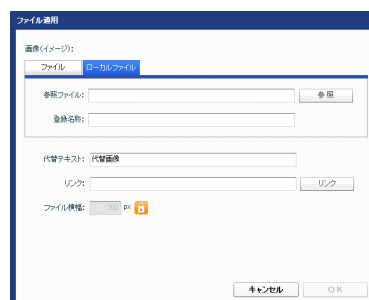 ファイル適用
画像(イメージ):
ファイル ローカルファイル
参照ファイル: 参照
登録名称:
代替テキスト: 代替画像
リンク: リンク
ファイル横幅: 300 px
キャンセル OK